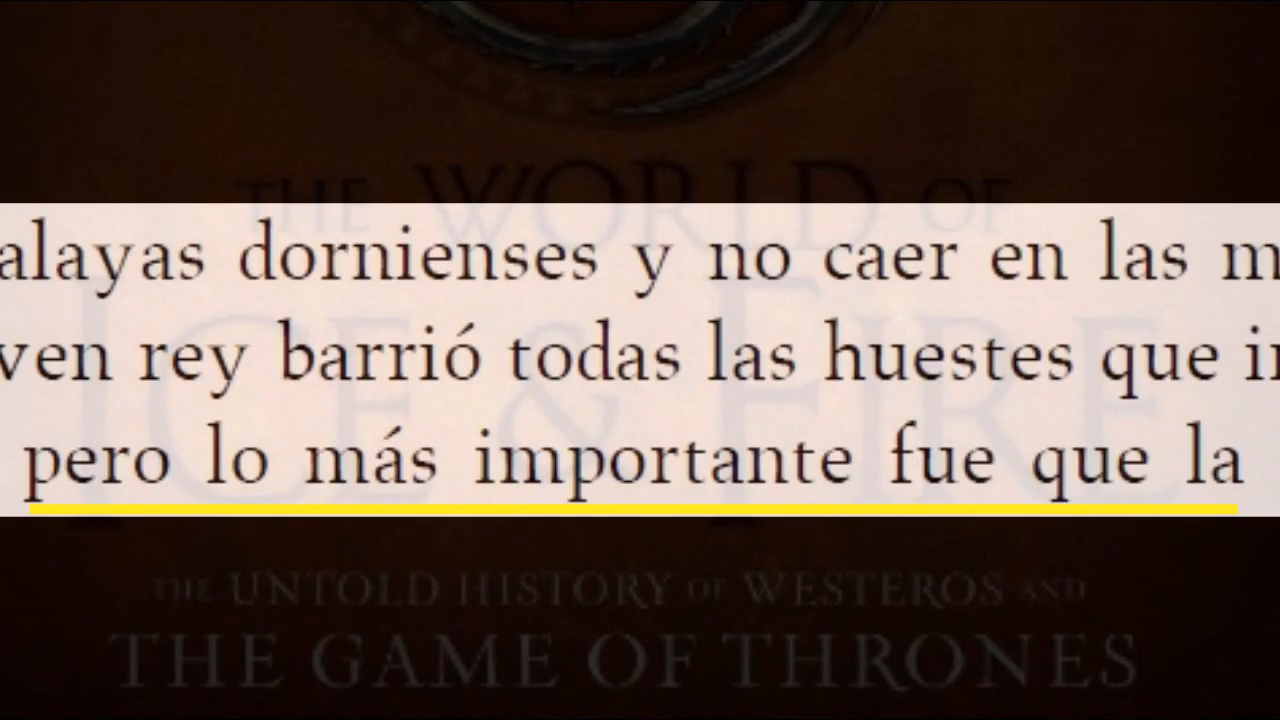 THE WORLD OF
alayas dornienses y no caer en las m
ven rey barrió todas las huestes que in
pero lo más importante fue que la
ICE & FIRE
THE UNTOLD HISTORY OF WESTEROS AND
THE GAME OF THRONES